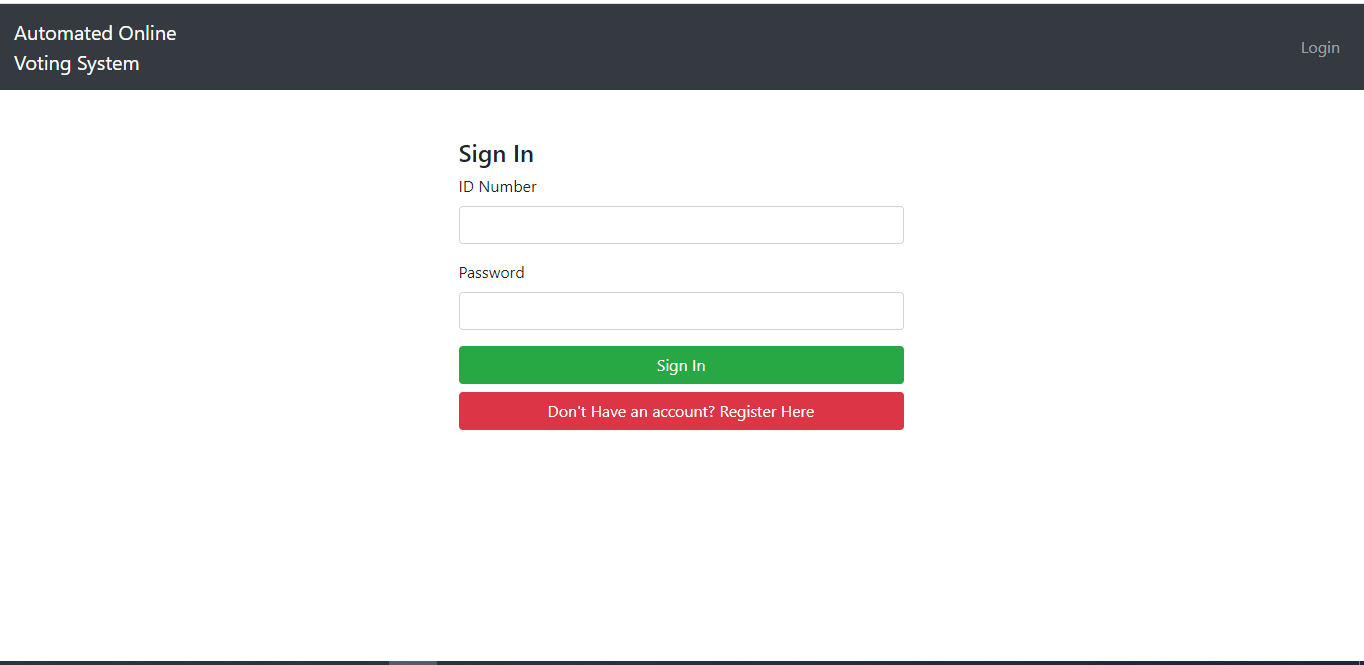 Automated Online
Voting System
Login
Sign In
ID Number
Password
Sign In
Don't Have an account? Register Here